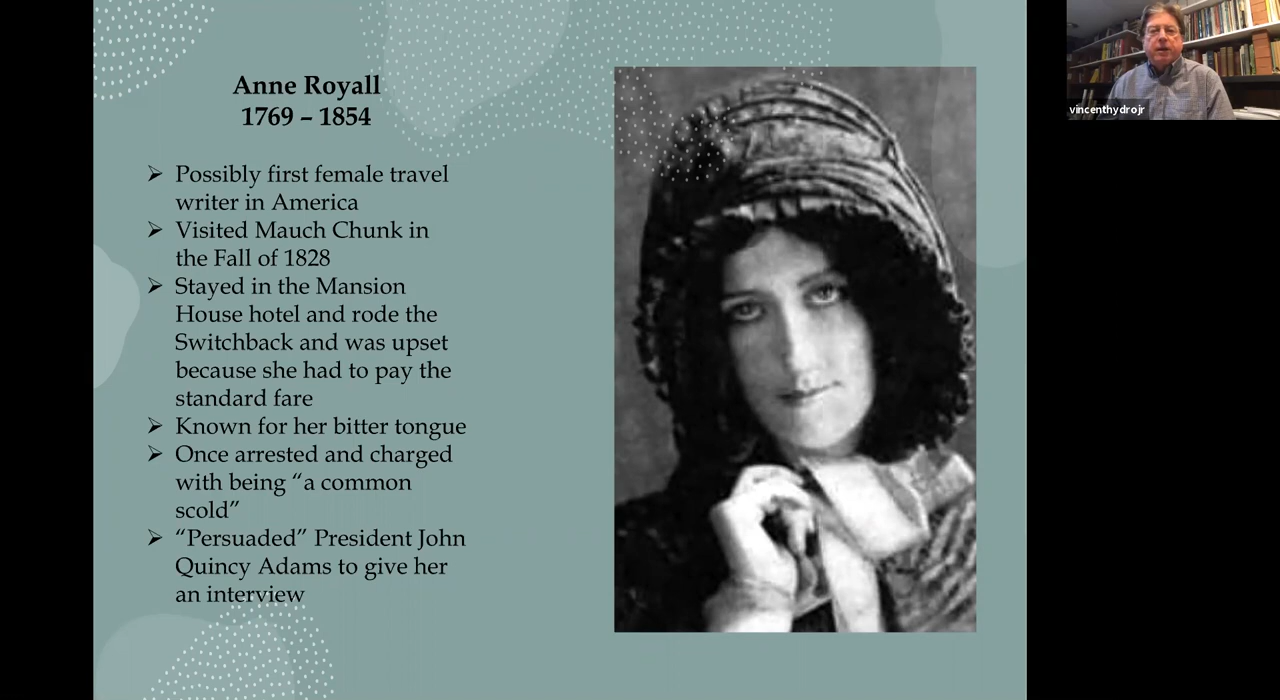 Anne Royall
1769 – 1854
➢ Possibly first female travel
writer in America
➢ Visited Mauch Chunk in
the Fall of 1828
➢ Stayed in the Mansion
House hotel and rode the
Switchback and was upset
because she had to pay the
standard fare
➢ Known for her bitter tongue
➢ Once arrested and charged
with being “a common
scold”
➢ “Persuaded” President John
Quincy Adams to give her
an interview
vincenthydrojr